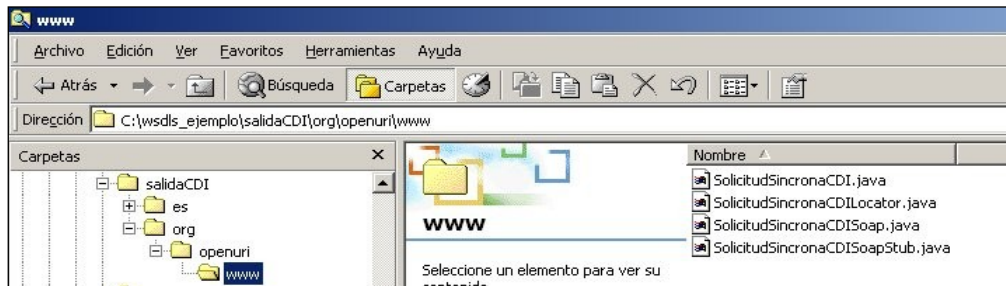 www
Archivo Edición Ver Favoritos Herramientas Ayuda
Atrás Búsqueda Carpetas
Dirección C:\wsdls_ejemplo\salidaCDI\org\openuri\www
Carpetas
salidaCDI
es
org
openuri
www
www
Seleccione un elemento para ver su
contenido
Nombre
SolicitudSincronaCDI.java
SolicitudSincronaCDILocator.java
SolicitudSincronaCDISoap.java
SolicitudSincronaCDISoapStub.java